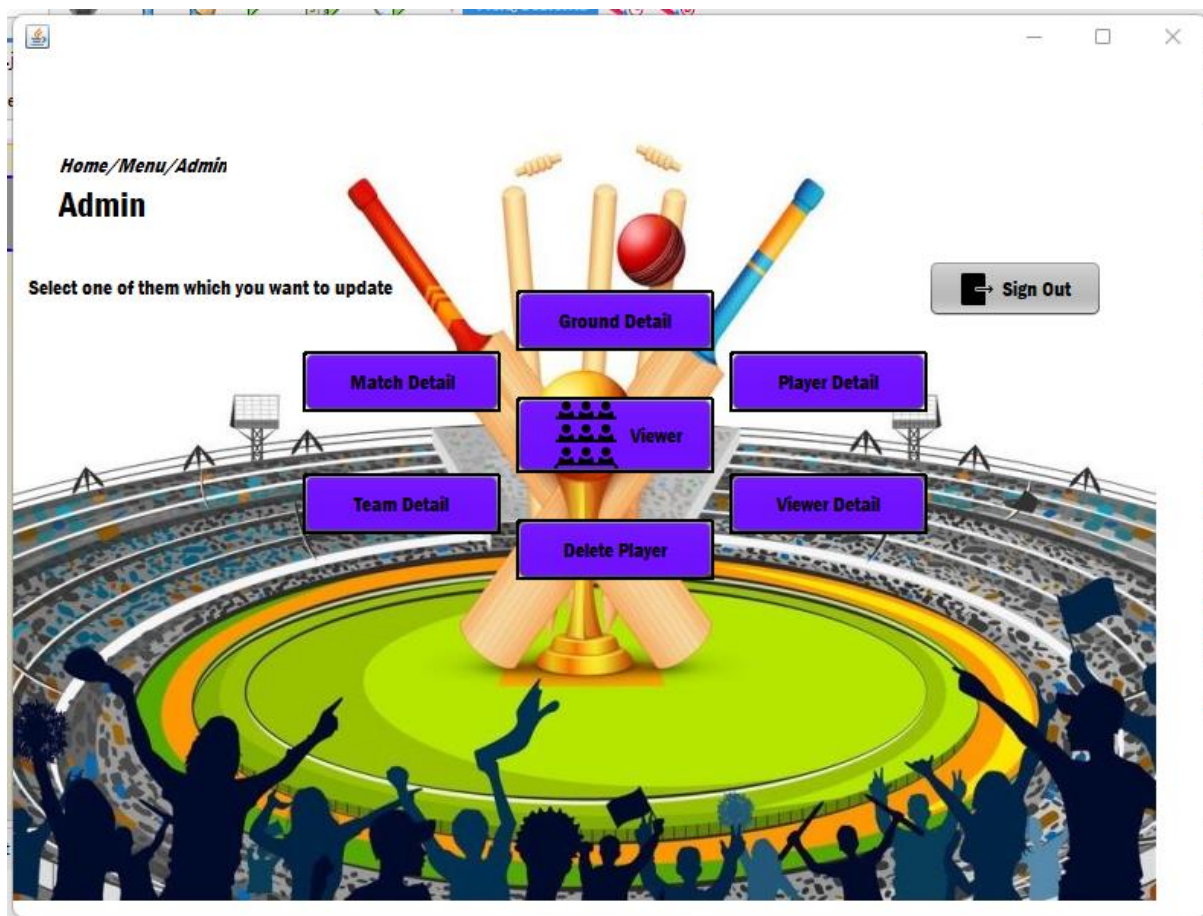 Home/Menu/Admin
Admin
Select one of them which you want to update
Sign Out
Ground Detail
Match Detail
Player Detail
Viewer
Team Detail
Viewer Detail
Delete Player